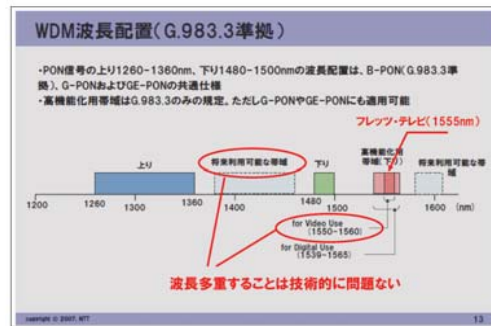 WDM波長配置(G.983.3準拠)
・PON信号の上り1260-1360nm、下り1480-1500nmの波長配置は、B-PON(G.983.3準
拠)、G-PONおよびGE-PONの共通仕様
・高機能化用帯域はG.983.3のみの規定。ただしG-PONやGE-PONにも適用可能
フレッツ・テレビ(1555nm)
上り
将来利用可能な帯域
下り
高機能化用
帯域(下り)
将来利用可能な帯
域
1200
1260
1300
1360
1400
1480
1500
1600
(nm)
for Video Use
(1550-1560)
for Digital Use
(1539-1565)
波長多重することは技術的に問題ない
copyright © 2007. NTT
13